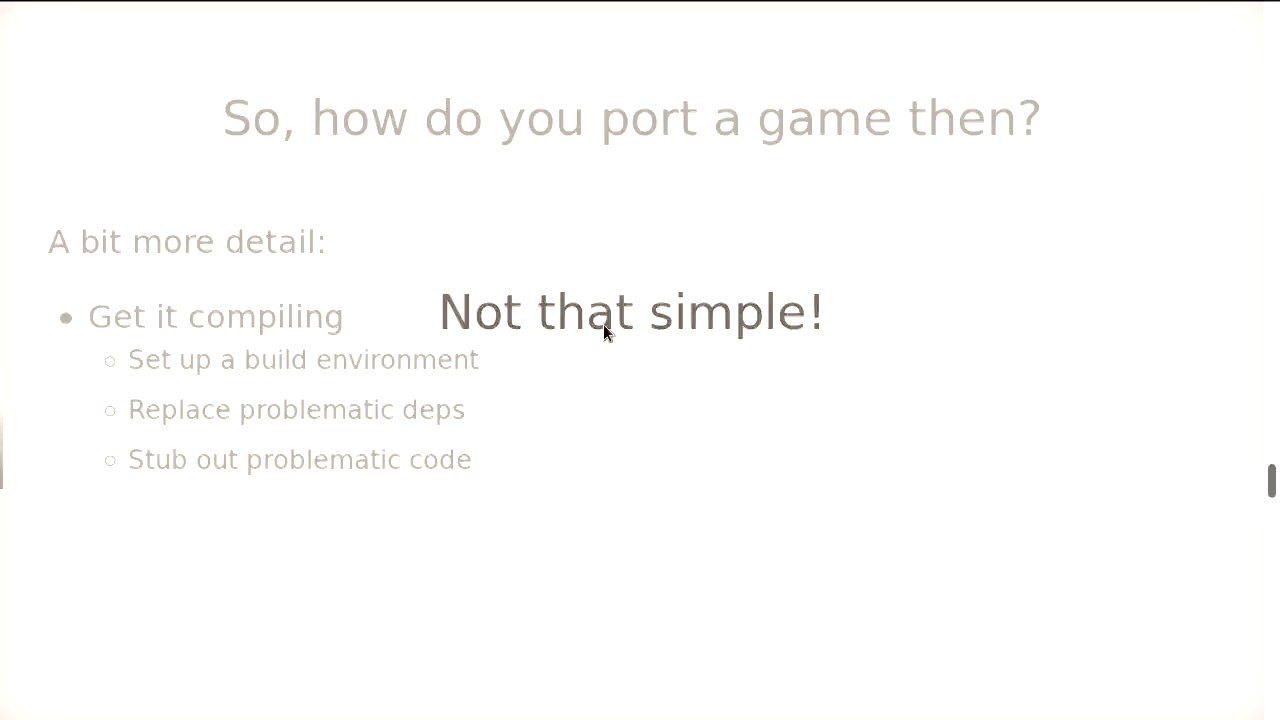 So, how do you port a game then?
A bit more detail:
Get it compiling
Not that simple!
Set up a build environment
Replace problematic deps
Stub out problematic code